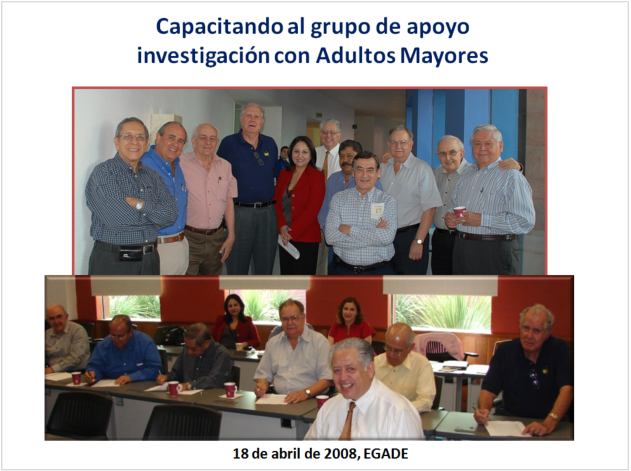 Capacitando al grupo de apoyo
investigación con Adultos Mayores
18 de abril de 2008, EGADE